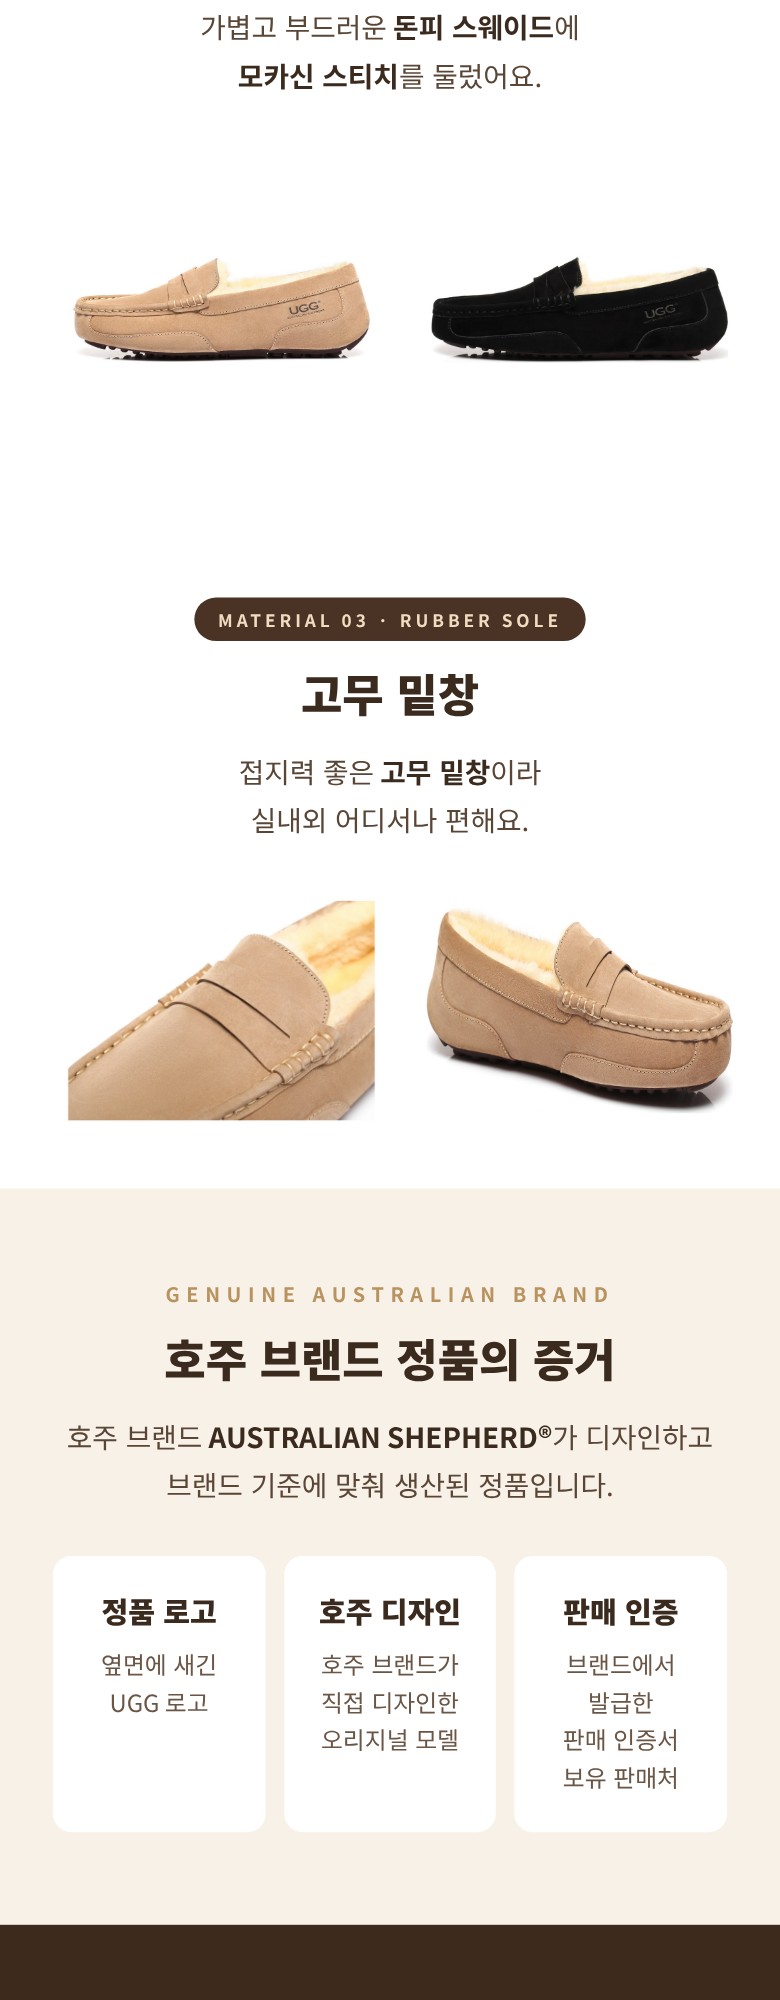 가볍고 부드러운 돈피 스웨이드에
모카신 스티치를 둘렀어요.
UGG
UGG
MATERIAL 03 · RUBBER SOLE
고무 밑창
접지력 좋은 고무 밑창이라
실내외 어디서나 편해요.
GENUINE AUSTRALIAN BRAND
호주 브랜드 정품의 증거
호주 브랜드 AUSTRALIAN SHEPHERD®가 디자인하고
브랜드 기준에 맞춰 생산된 정품입니다.
정품 로고
옆면에 새긴
UGG 로고
호주 디자인
호주 브랜드가
직접 디자인한
오리지널 모델
판매 인증
브랜드에서
발급한
판매 인증서
보유 판매처